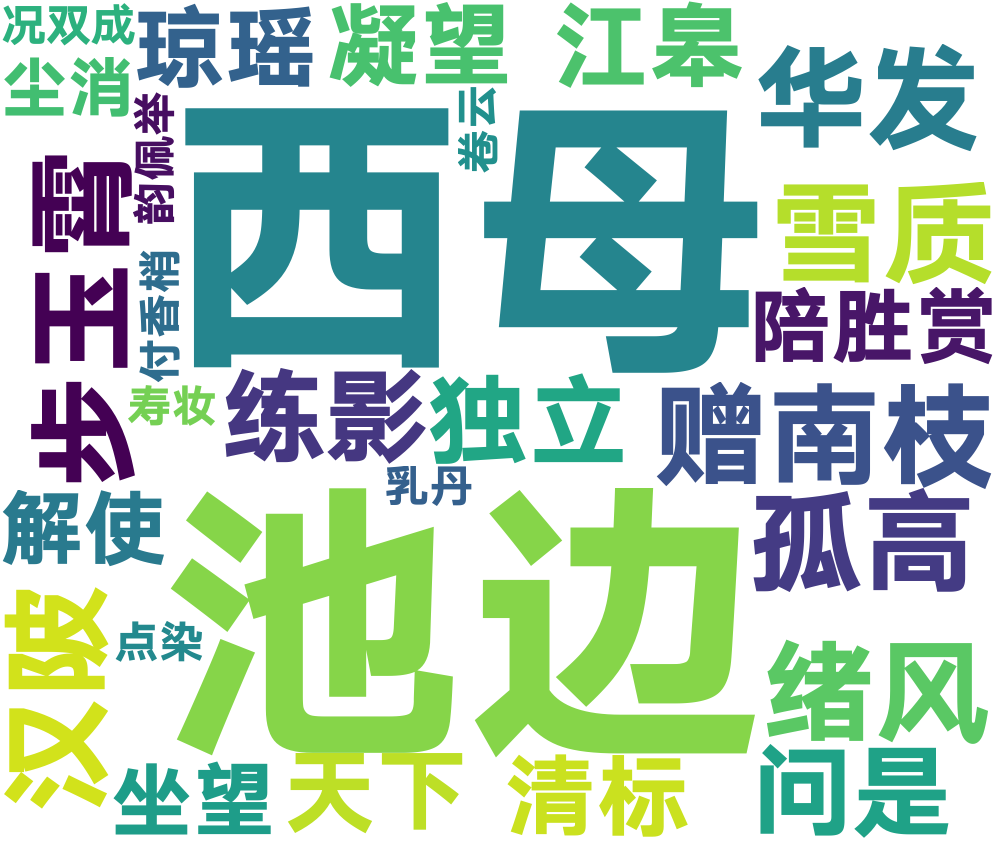 况双成
琼瑶
凝望
江皋
尘消
韵佩举
卷云
华发
西母
步玉霄
雪质
付香梢
陪胜赏
寿妆
练影
独立
赠南枝
乳丹
解使
池边
孤高
汉陂
点染
绪风
坐望
天下
清标
问是